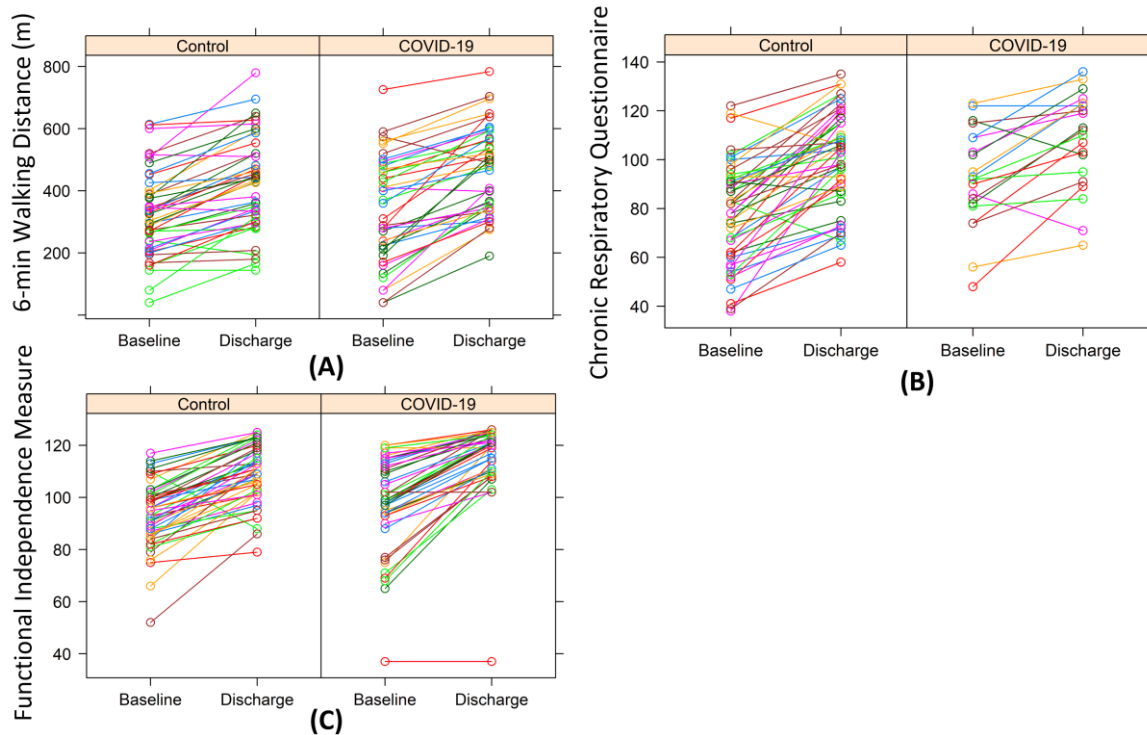 6-min Walking Distance (m)
Control
COVID-19
800
600
400
200
Baseline
Discharge
Baseline
Discharge
(A)
Chronic Respiratory Questionnaire
Control
COVID-19
140
120
100
80
60
40
Baseline
Discharge
Baseline
Discharge
(B)
Functional Independence Measure
Control
COVID-19
120
100
80
60
40
Baseline
Discharge
Baseline
Discharge
(C)